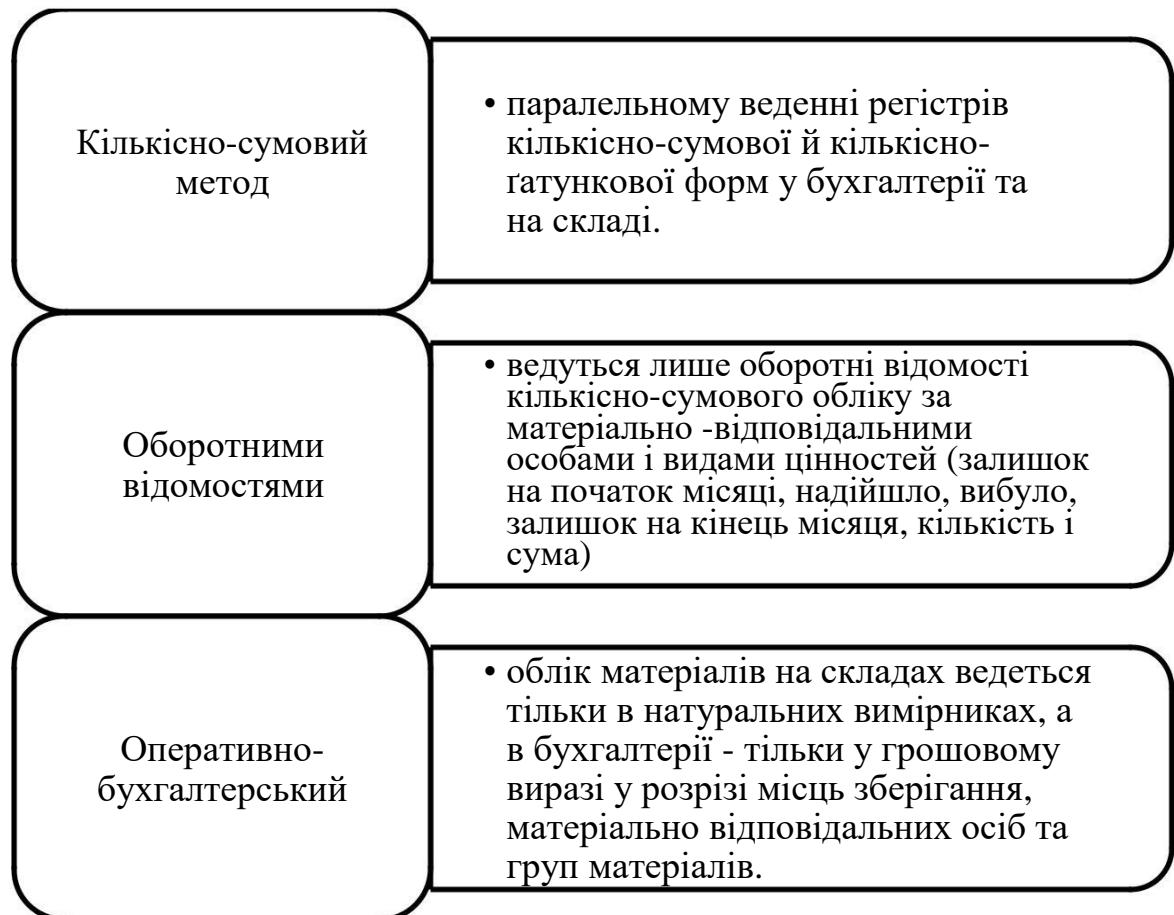 Кількісно-сумовий
метод
• паралельному веденні регістрів
кількісно-сумової й кількісно-
ґатункової форм у бухгалтерії та
на складі.
Оборотними
відомостями
• ведуться лише оборотні відомості
кількісно-сумового обліку за
матеріально -відповідальними
особами і видами цінностей (залишок
на початок місяці, надійшло, вибуло,
залишок на кінець місяця, кількість і
сума)
Оперативно-
бухгалтерський
• облік матеріалів на складах ведеться
тільки в натуральних вимірниках, а
в бухгалтерії - тільки у грошовому
виразі у розрізі місць зберігання,
матеріально відповідальних осіб та
груп матеріалів.